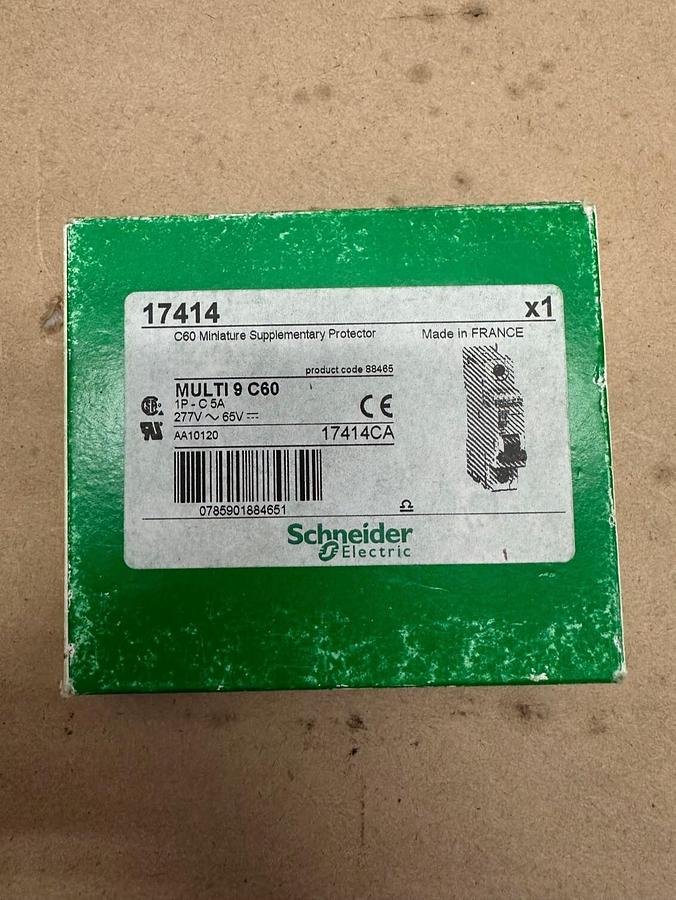 17414 x1
C60 Miniature Supplementary Protector Made in FRANCE
product code 88465
MULTI 9 C60
1P - C 5A
277V ~ 65V ⎓
CE
AA10120 17414CA
0785901884651
Schneider
Electric